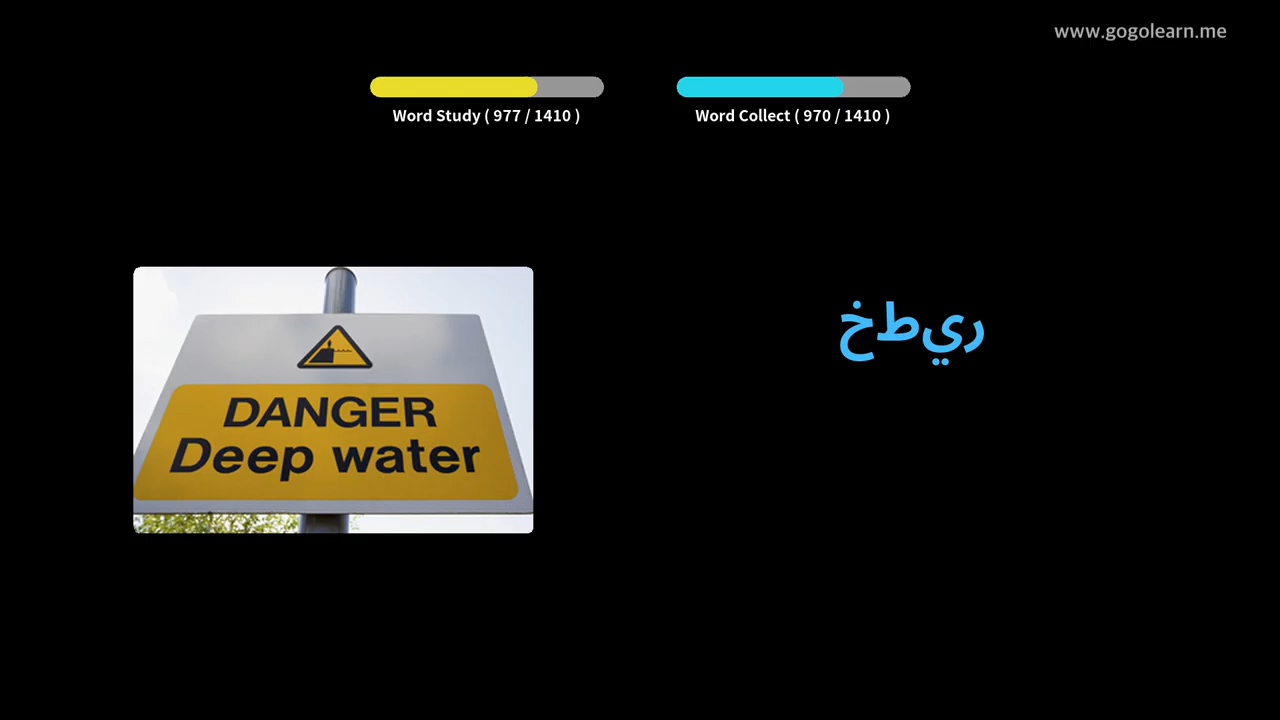 www.gogolearn.me
Word Study ( 977 / 1410 )
Word Collect ( 970 / 1410 )
DANGER
Deep water
ريطخ